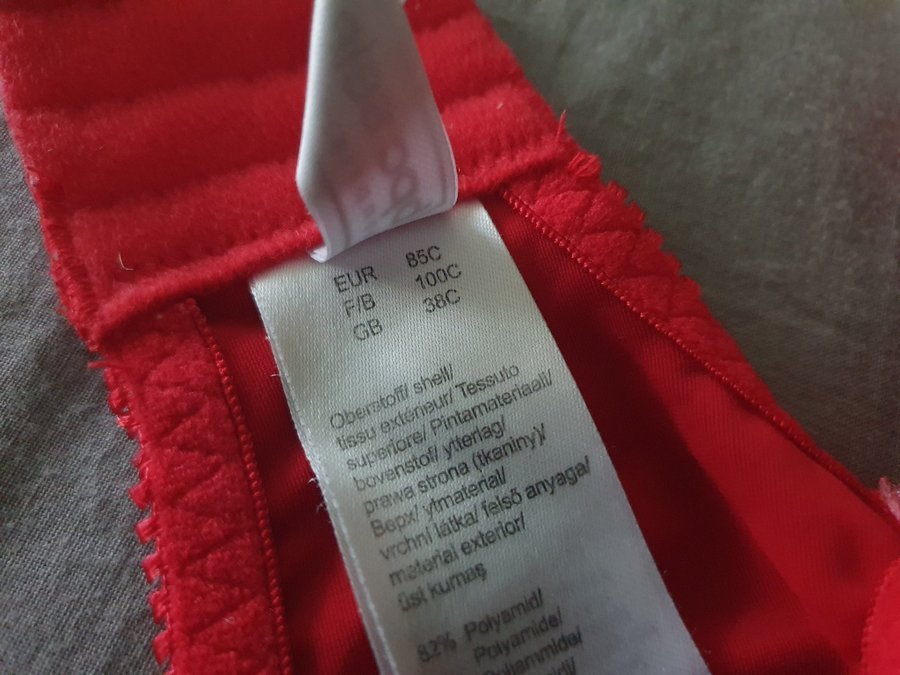 EUR 85C
F/B 100C
GB 38C
Oberstoff/ shell/
tissu extérieur/ Tessuto
superiore/ Pintamateriaali/
bovenstof/ ytterlag/
prawa strona (tkaniny)/
Верх/ ytmaterial/
vrchní látka/ felső anyaga/
material exterior/
üst kumaş
82% Polyamid/
Polyamide/